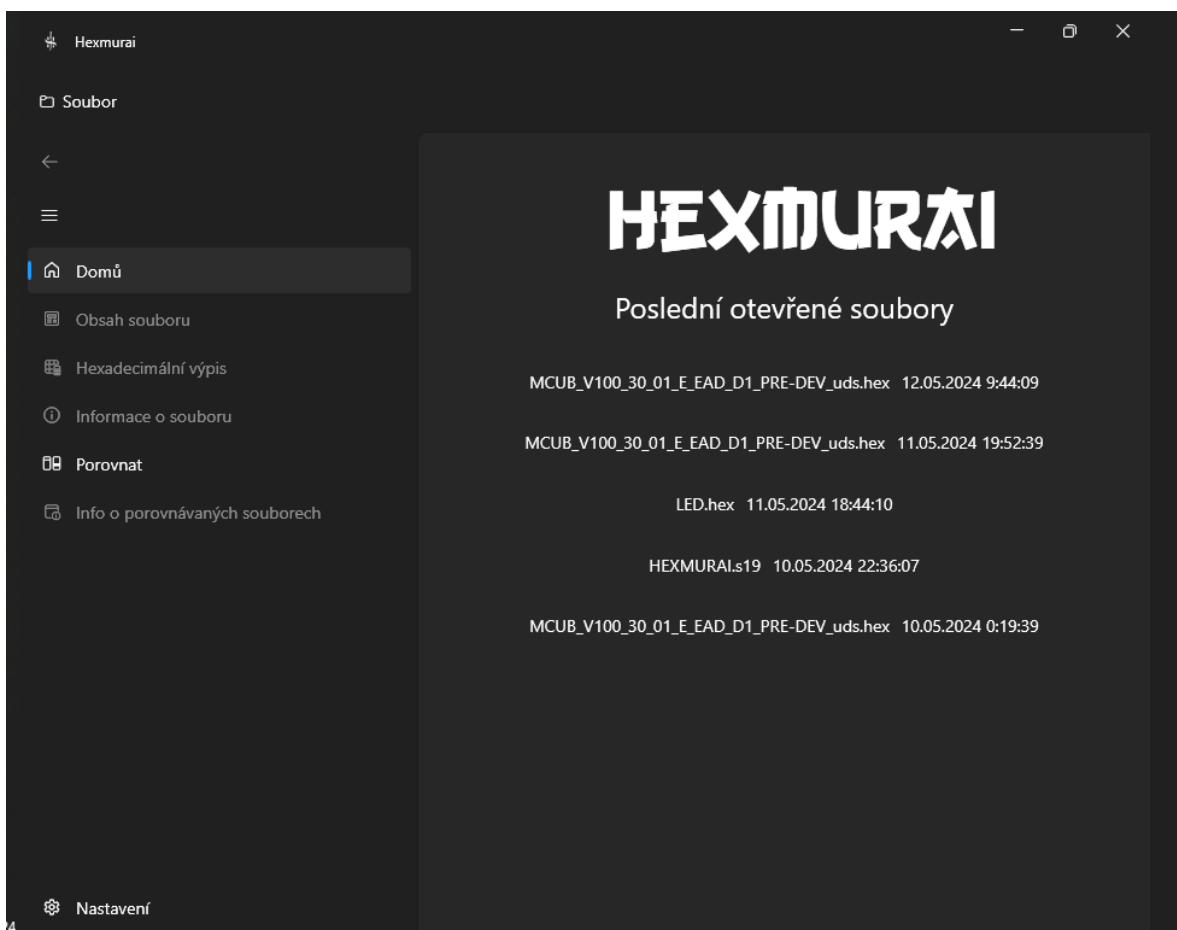 Hexmurai
Soubor
Domů
Obsah souboru
Hexadecimální výpis
Informace o souboru
Porovnat
Info o porovnávaných souborech
Nastavení
HEXMURAI
Poslední otevřené soubory
MCUB_V100_30_01_E_EAD_D1_PRE-DEV_uds.hex 12.05.2024 9:44:09
MCUB_V100_30_01_E_EAD_D1_PRE-DEV_uds.hex 11.05.2024 19:52:39
LED.hex 11.05.2024 18:44:10
HEXMURAI.s19 10.05.2024 22:36:07
MCUB_V100_30_01_E_EAD_D1_PRE-DEV_uds.hex 10.05.2024 0:19:39